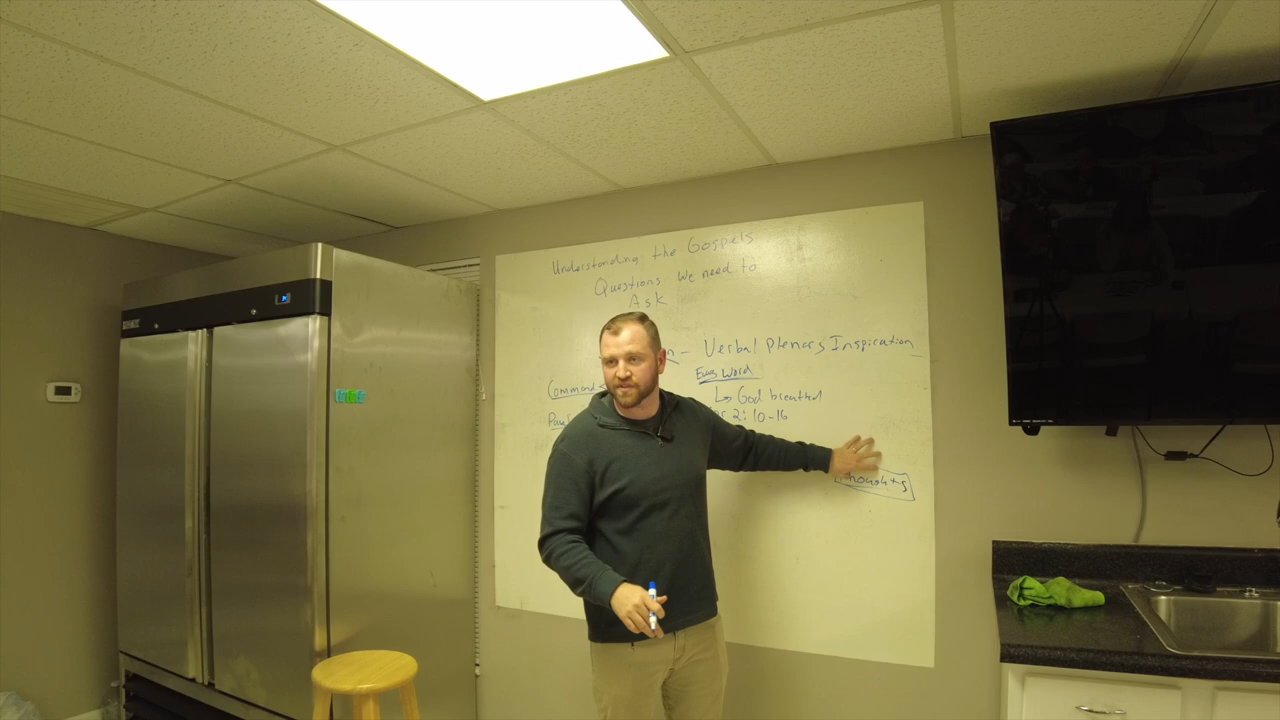 Understanding the Gospels
Questions we need to
Ask
n - Verbal Plenary Inspiration
Every Word
Command
↳ God breathed
Paul
2:10-16
thoughts